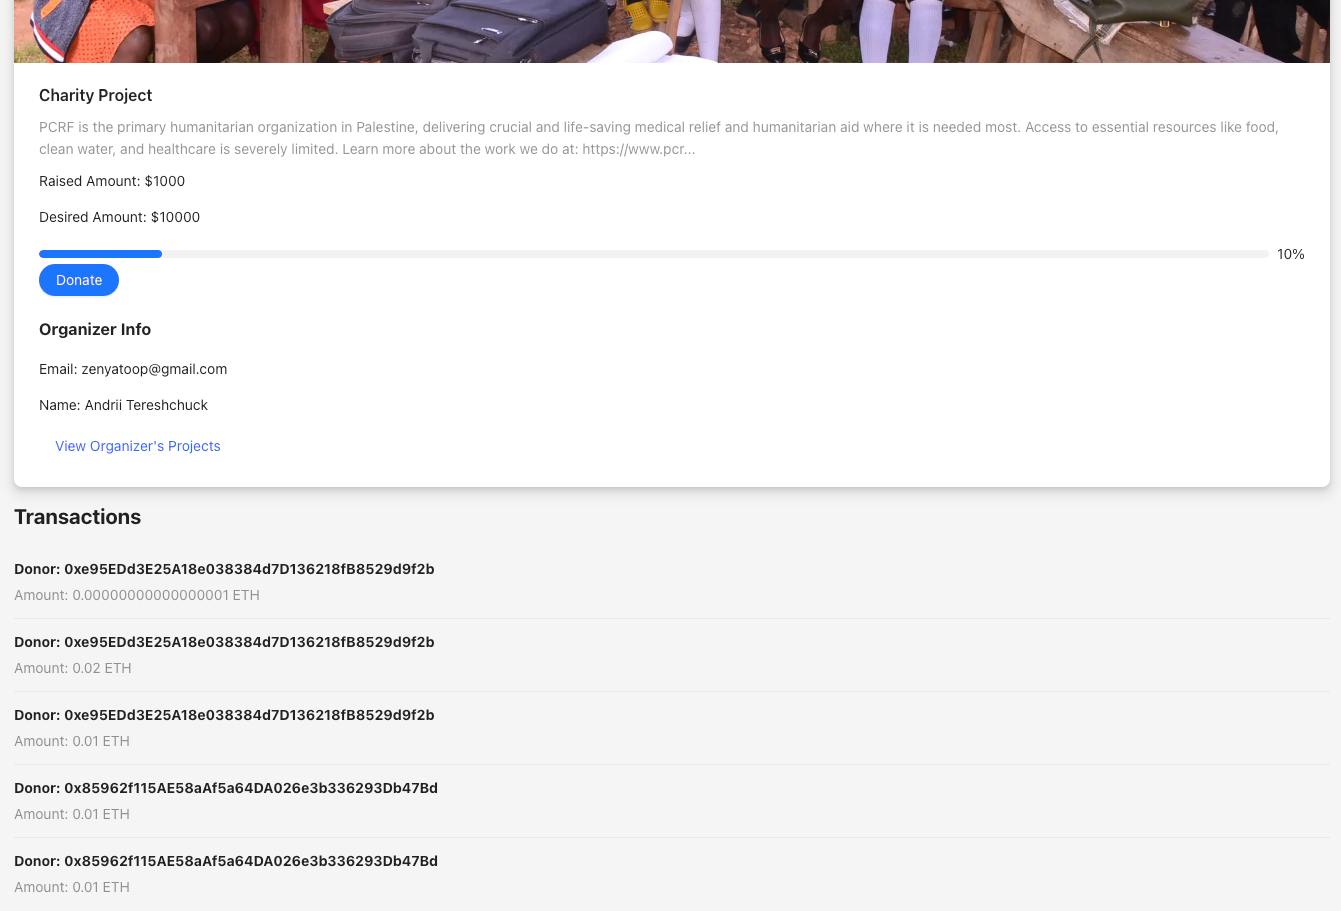 Charity Project
PCRF is the primary humanitarian organization in Palestine, delivering crucial and life-saving medical relief and humanitarian aid where it is needed most. Access to essential resources like food,
clean water, and healthcare is severely limited. Learn more about the work we do at: https://www.pcr...
Raised Amount: $1000
Desired Amount: $10000
10%
Donate
Organizer Info
Email: zenyatoop@gmail.com
Name: Andrii Tereshchuck
View Organizer's Projects
Transactions
Donor: 0xe95EDd3E25A18e038384d7D136218fB8529d9f2b
Amount: 0.00000000000000001 ETH
Donor: 0xe95EDd3E25A18e038384d7D136218fB8529d9f2b
Amount: 0.02 ETH
Donor: 0xe95EDd3E25A18e038384d7D136218fB8529d9f2b
Amount: 0.01 ETH
Donor: 0x85962f115AE58aAf5a64DA026e3b336293Db47Bd
Amount: 0.01 ETH
Donor: 0x85962f115AE58aAf5a64DA026e3b336293Db47Bd
Amount: 0.01 ETH